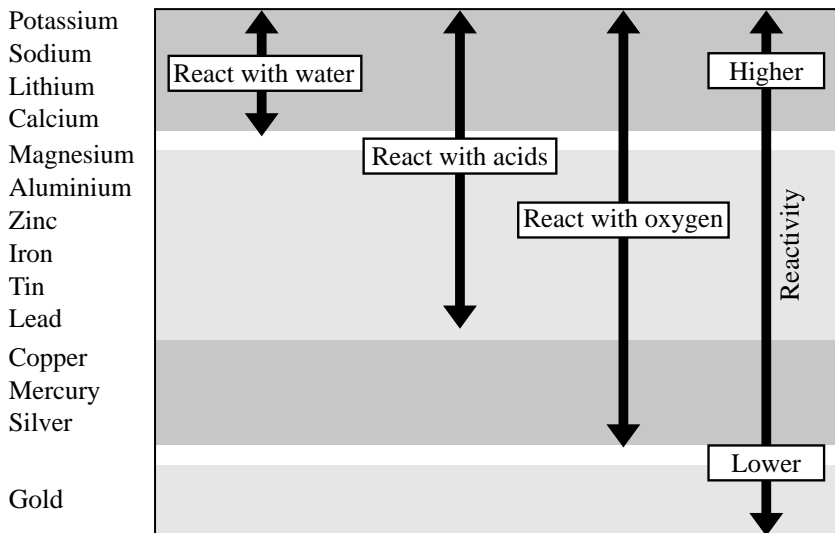 Potassium
Sodium
Lithium
Calcium
Magnesium
Aluminium
Zinc
Iron
Tin
Lead
Copper
Mercury
Silver
Gold
React with water
React with acids
React with oxygen
Higher
Reactivity
Lower